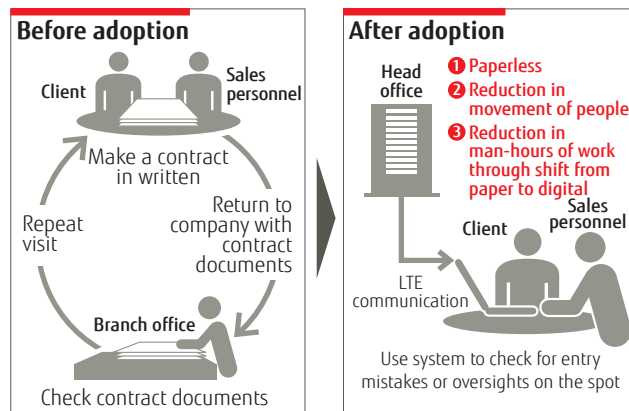 Before adoption
Client
Sales
personnel
Make a contract
in written
Repeat
visit
Return to
company with
contract
documents
Branch office
Check contract documents
After adoption
Head
office
1 Paperless
2 Reduction in
movement of people
3 Reduction in
man-hours of work
through shift from
paper to digital
Client
Sales
personnel
LTE
communication
Use system to check for entry
mistakes or oversights on the spot